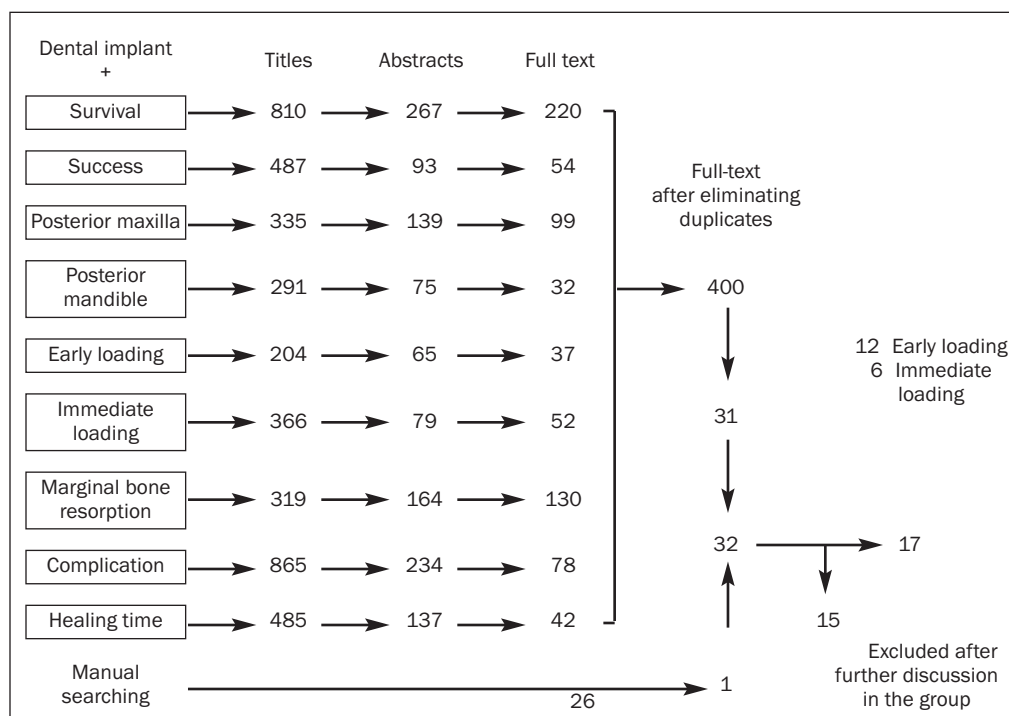 Dental implant
+
Titles Abstracts Full text
Survival 810 267 220
Success 487 93 54
Full-text
after eliminating
duplicates
Posterior maxilla 335 139 99
Posterior
mandible 291 75 32 400
Early loading 204 65 37
12 Early loading
6 Immediate
loading
Immediate
loading 366 79 52 31
Marginal bone
resorption 319 164 130
32 17
Complication 865 234 78
Healing time 485 137 42 15
Excluded after
further discussion
in the group
Manual
searching 26 1